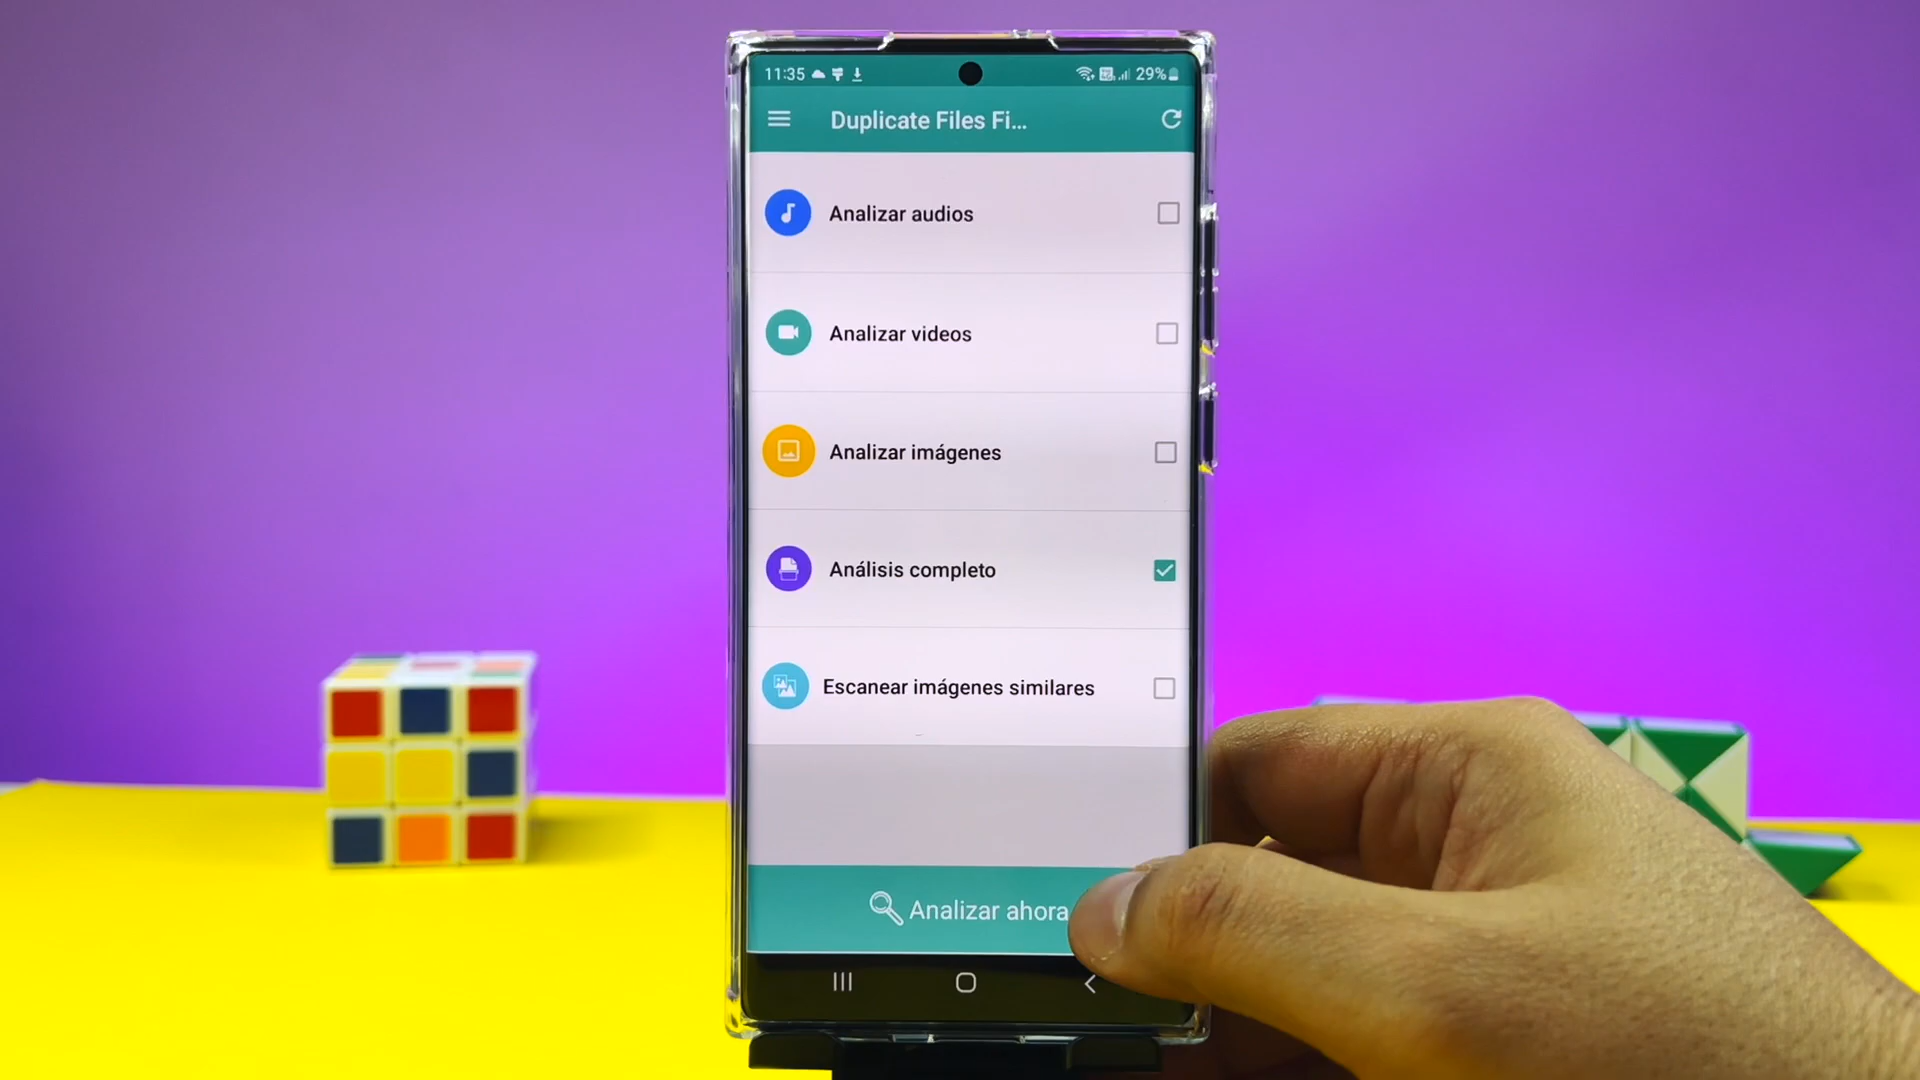 11:35
29%
Duplicate Files Fi...
Analizar audios
Analizar videos
Analizar imágenes
Análisis completo
Escanear imágenes similares
Analizar ahora